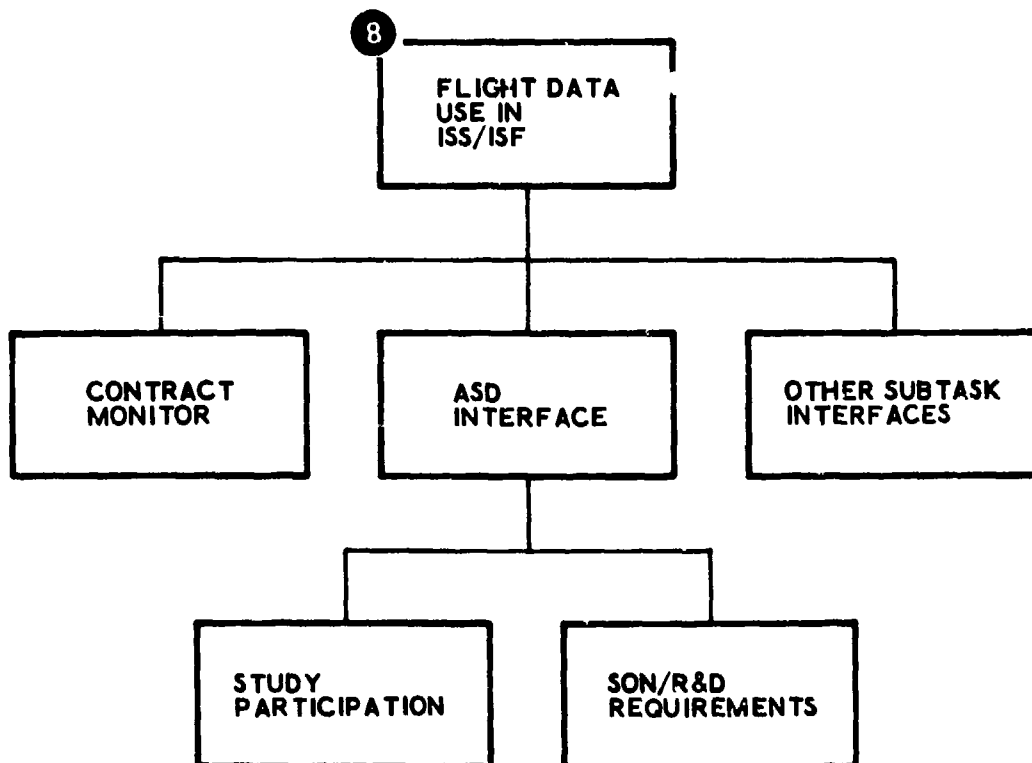 8
FLIGHT DATA
USE IN
ISS/ISF
CONTRACT
MONITOR
ASD
INTERFACE
OTHER SUBTASK
INTERFACES
STUDY
PARTICIPATION
SON/R&D
REQUIREMENTS